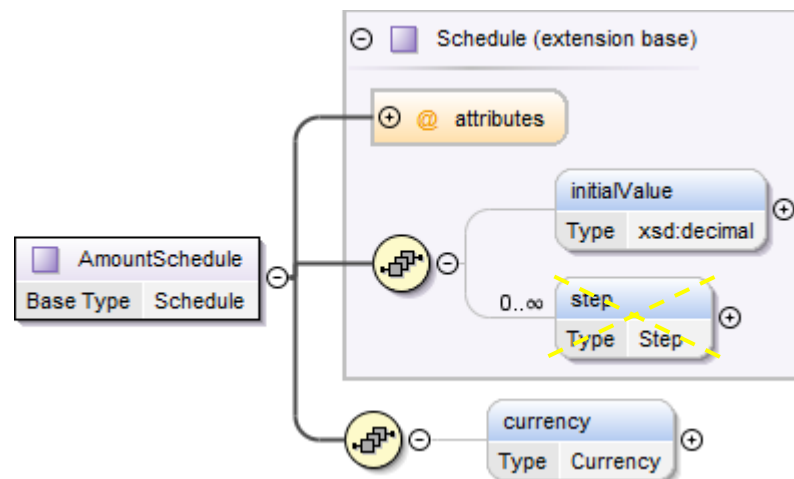 Schedule (extension base)
@ attributes
initialValue
Type xsd:decimal
AmountSchedule
Base Type Schedule
0..∞
step
Type Step
currency
Type Currency